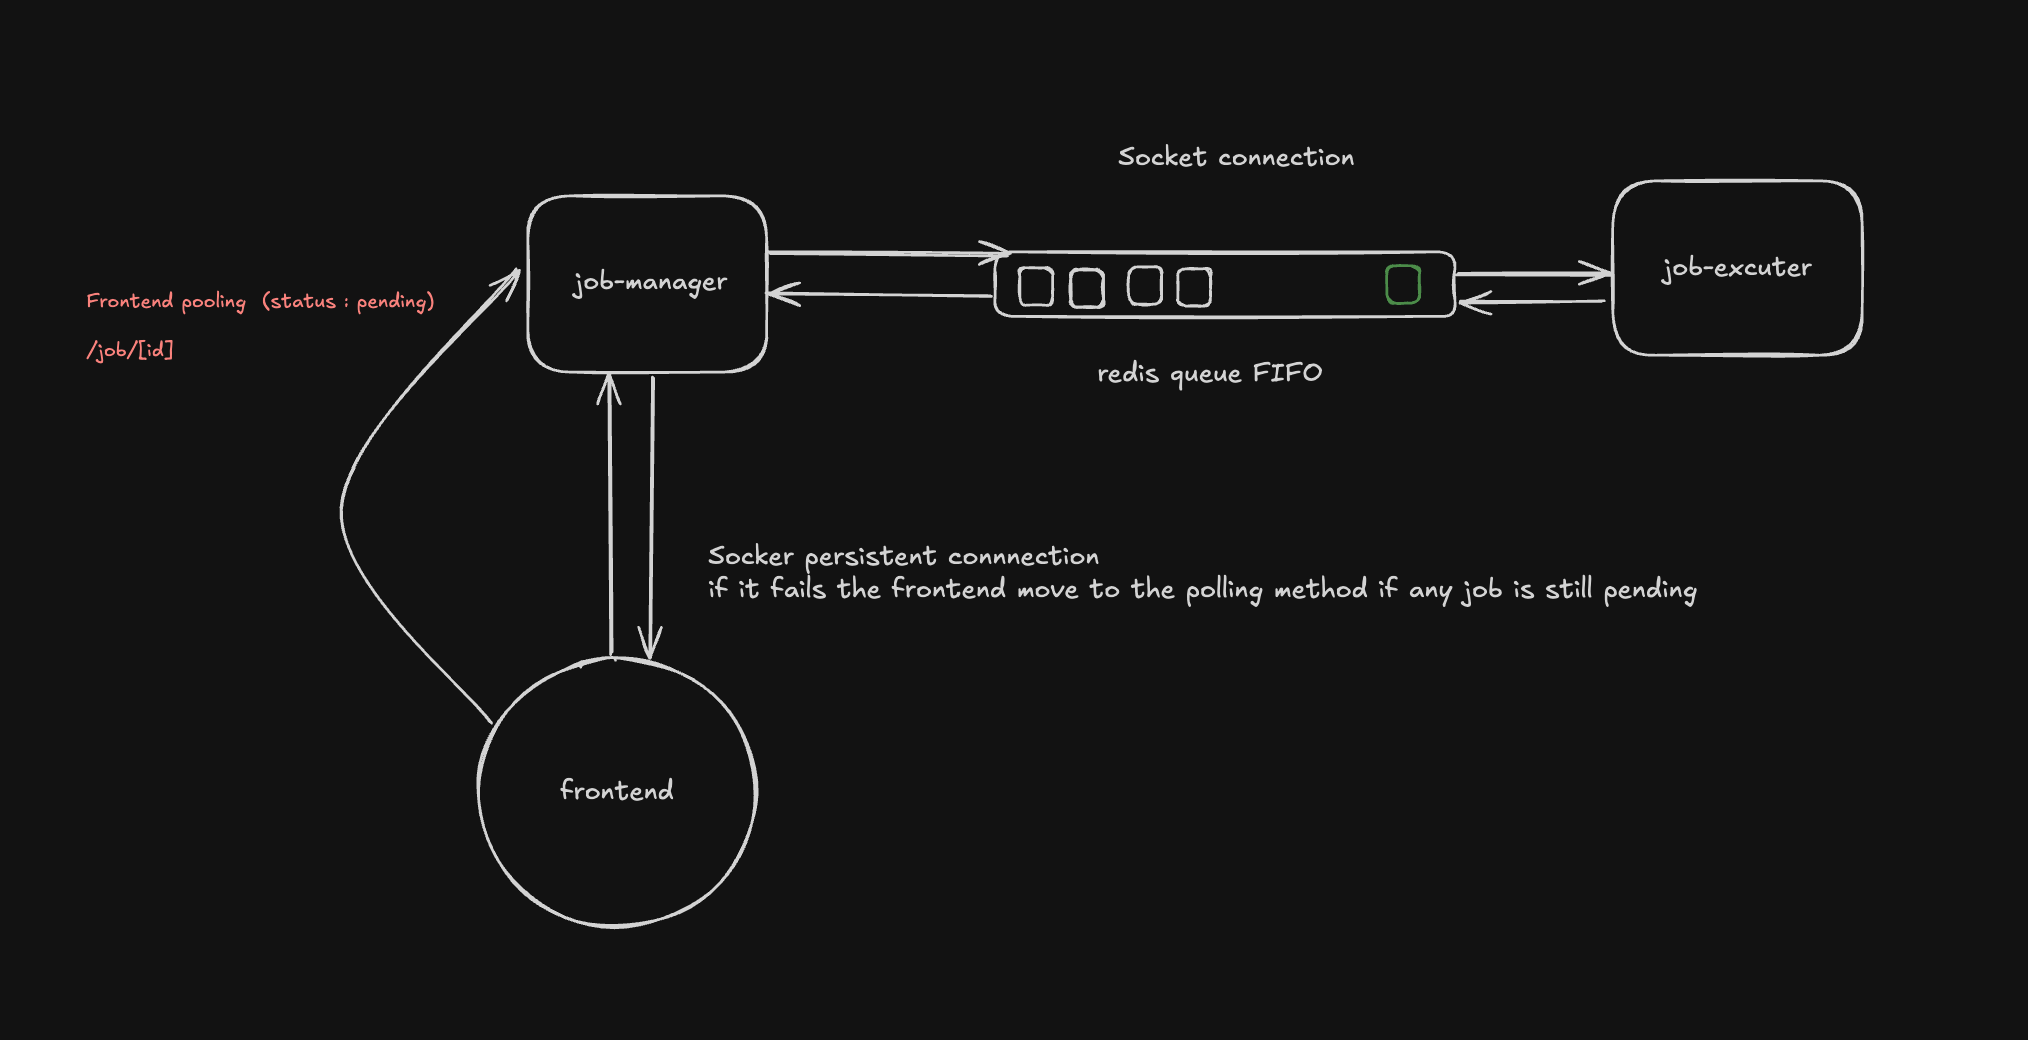 Socket connection
job-manager
job-excuter
Frontend pooling (status : pending)
/job/[id]
redis queue FIFO
Socker persistent connnection
if it fails the frontend move to the polling method if any job is still pending
frontend